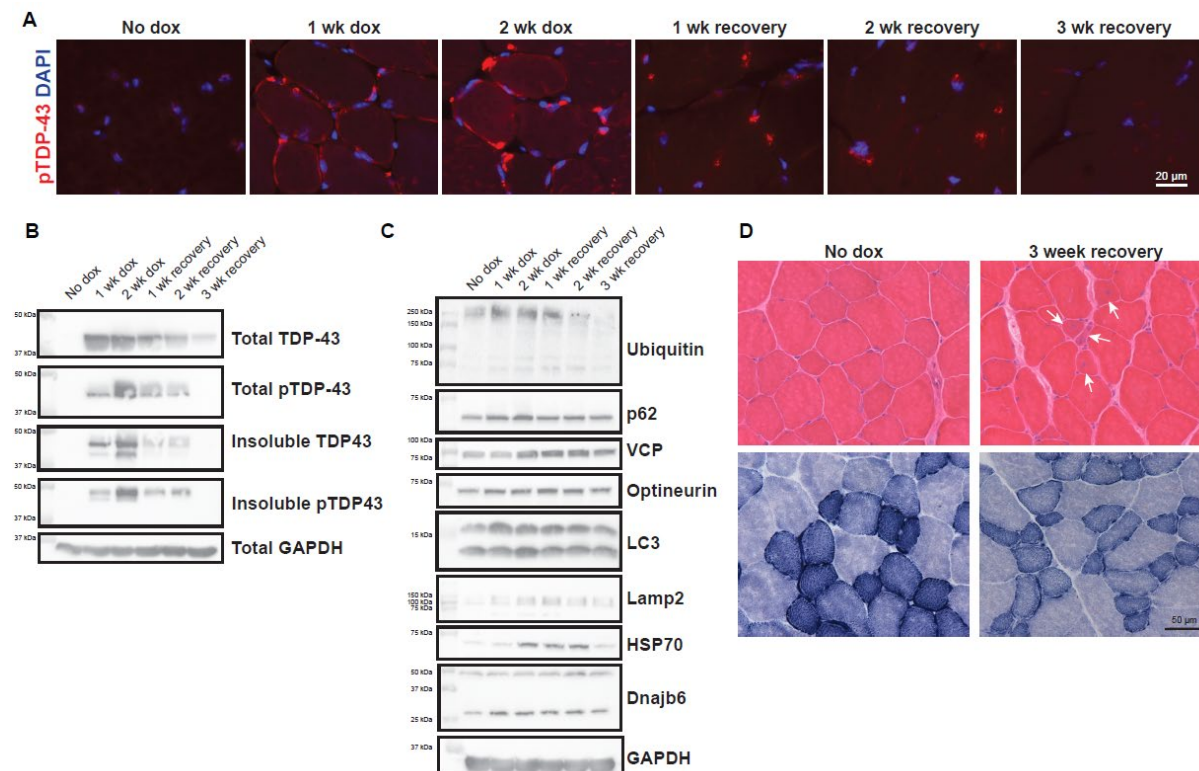 A
No dox
1 wk dox
2 wk dox
1 wk recovery
2 wk recovery
3 wk recovery
pTDP-43 DAPI
20 µm
B
No dox
1 wk dox
2 wk dox
1 wk recovery
2 wk recovery
3 wk recovery
50 kDa
37 kDa
Total TDP-43
50 kDa
37 kDa
Total pTDP-43
50 kDa
37 kDa
Insoluble TDP43
50 kDa
37 kDa
Insoluble pTDP43
37 kDa
Total GAPDH
C
No dox
1 wk dox
2 wk dox
1 wk recovery
2 wk recovery
3 wk recovery
250 kDa
150 kDa
100 kDa
75 kDa
Ubiquitin
75 kDa
p62
100 kDa
75 kDa
VCP
75 kDa
Optineurin
15 kDa
LC3
150 kDa
100 kDa
75 kDa
Lamp2
75 kDa
HSP70
50 kDa
37 kDa
25 kDa
Dnajb6
37 kDa
GAPDH
D
No dox
3 week recovery
50 µm